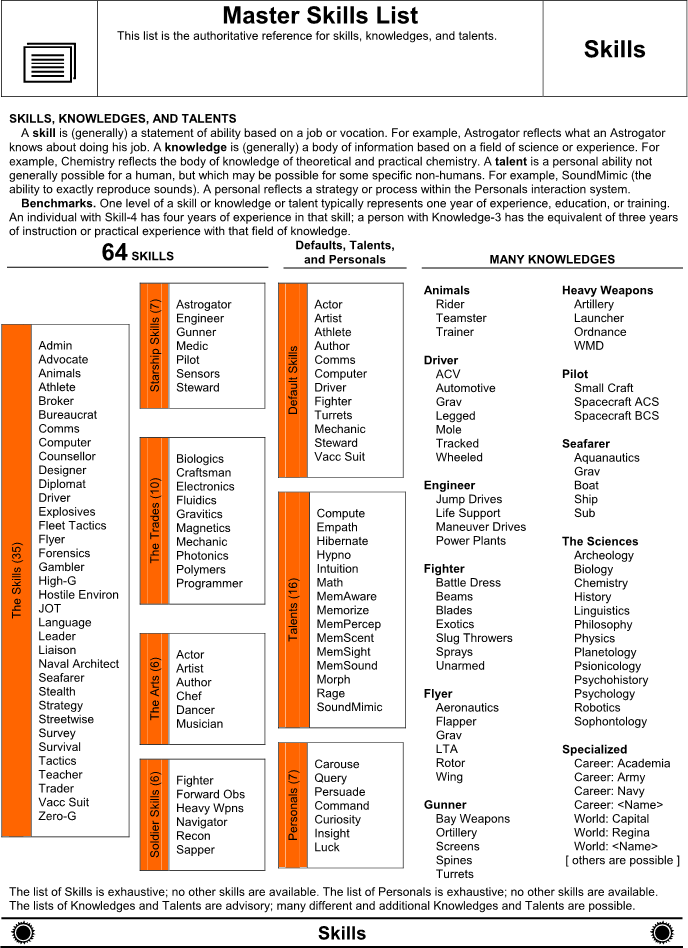 Master Skills List
This list is the authoritative reference for skills, knowledges, and talents.
Skills
SKILLS, KNOWLEDGES, AND TALENTS
A skill is (generally) a statement of ability based on a job or vocation. For example, Astrogator reflects what an Astrogator
knows about doing his job. A knowledge is (generally) a body of information based on a field of science or experience. For
example, Chemistry reflects the body of knowledge of theoretical and practical chemistry. A talent is a personal ability not
generally possible for a human, but which may be possible for some specific non-humans. For example, SoundMimic (the
ability to exactly reproduce sounds). A personal reflects a strategy or process within the Personals interaction system.
Benchmarks. One level of a skill or knowledge or talent typically represents one year of experience, education, or training.
An individual with Skill-4 has four years of experience in that skill; a person with Knowledge-3 has the equivalent of three years
of instruction or practical experience with that field of knowledge.
64 SKILLS
The Skills (35)
Admin
Advocate
Animals
Athlete
Broker
Bureaucrat
Comms
Computer
Counsellor
Designer
Diplomat
Driver
Explosives
Fleet Tactics
Flyer
Forensics
Gambler
High-G
Hostile Environ
JOT
Language
Leader
Liaison
Naval Architect
Seafarer
Stealth
Strategy
Streetwise
Survey
Survival
Tactics
Teacher
Trader
Vacc Suit
Zero-G
Starship Skills (7)
Astrogator
Engineer
Gunner
Medic
Pilot
Sensors
Steward
The Trades (10)
Biologics
Craftsman
Electronics
Fluidics
Gravitics
Magnetics
Mechanic
Photonics
Polymers
Programmer
The Arts (6)
Actor
Artist
Author
Chef
Dancer
Musician
Soldier Skills (6)
Fighter
Forward Obs
Heavy Wpns
Navigator
Recon
Sapper
Defaults, Talents,
and Personals
Default Skills
Actor
Artist
Athlete
Author
Comms
Computer
Driver
Fighter
Turrets
Mechanic
Steward
Vacc Suit
Talents (16)
Compute
Empath
Hibernate
Hypno
Intuition
Math
MemAware
Memorize
MemPercep
MemScent
MemSight
MemSound
Morph
Rage
SoundMimic
Personals (7)
Carouse
Query
Persuade
Command
Curiosity
Insight
Luck
MANY KNOWLEDGES
Animals
Rider
Teamster
Trainer
Driver
ACV
Automotive
Grav
Legged
Mole
Tracked
Wheeled
Engineer
Jump Drives
Life Support
Maneuver Drives
Power Plants
Fighter
Battle Dress
Beams
Blades
Exotics
Slug Throwers
Sprays
Unarmed
Flyer
Aeronautics
Flapper
Grav
LTA
Rotor
Wing
Gunner
Bay Weapons
Ortillery
Screens
Spines
Turrets
Heavy Weapons
Artillery
Launcher
Ordnance
WMD
Pilot
Small Craft
Spacecraft ACS
Spacecraft BCS
Seafarer
Aquanautics
Grav
Boat
Ship
Sub
The Sciences
Archeology
Biology
Chemistry
History
Linguistics
Philosophy
Physics
Planetology
Psionicology
Psychohistory
Psychology
Robotics
Sophontology
Specialized
Career: Academia
Career: Army
Career: Navy
Career: <Name>
World: Capital
World: Regina
World: <Name>
[ others are possible ]
The list of Skills is exhaustive; no other skills are available. The list of Personals is exhaustive; no other skills are available.
The lists of Knowledges and Talents are advisory; many different and additional Knowledges and Talents are possible.
Skills